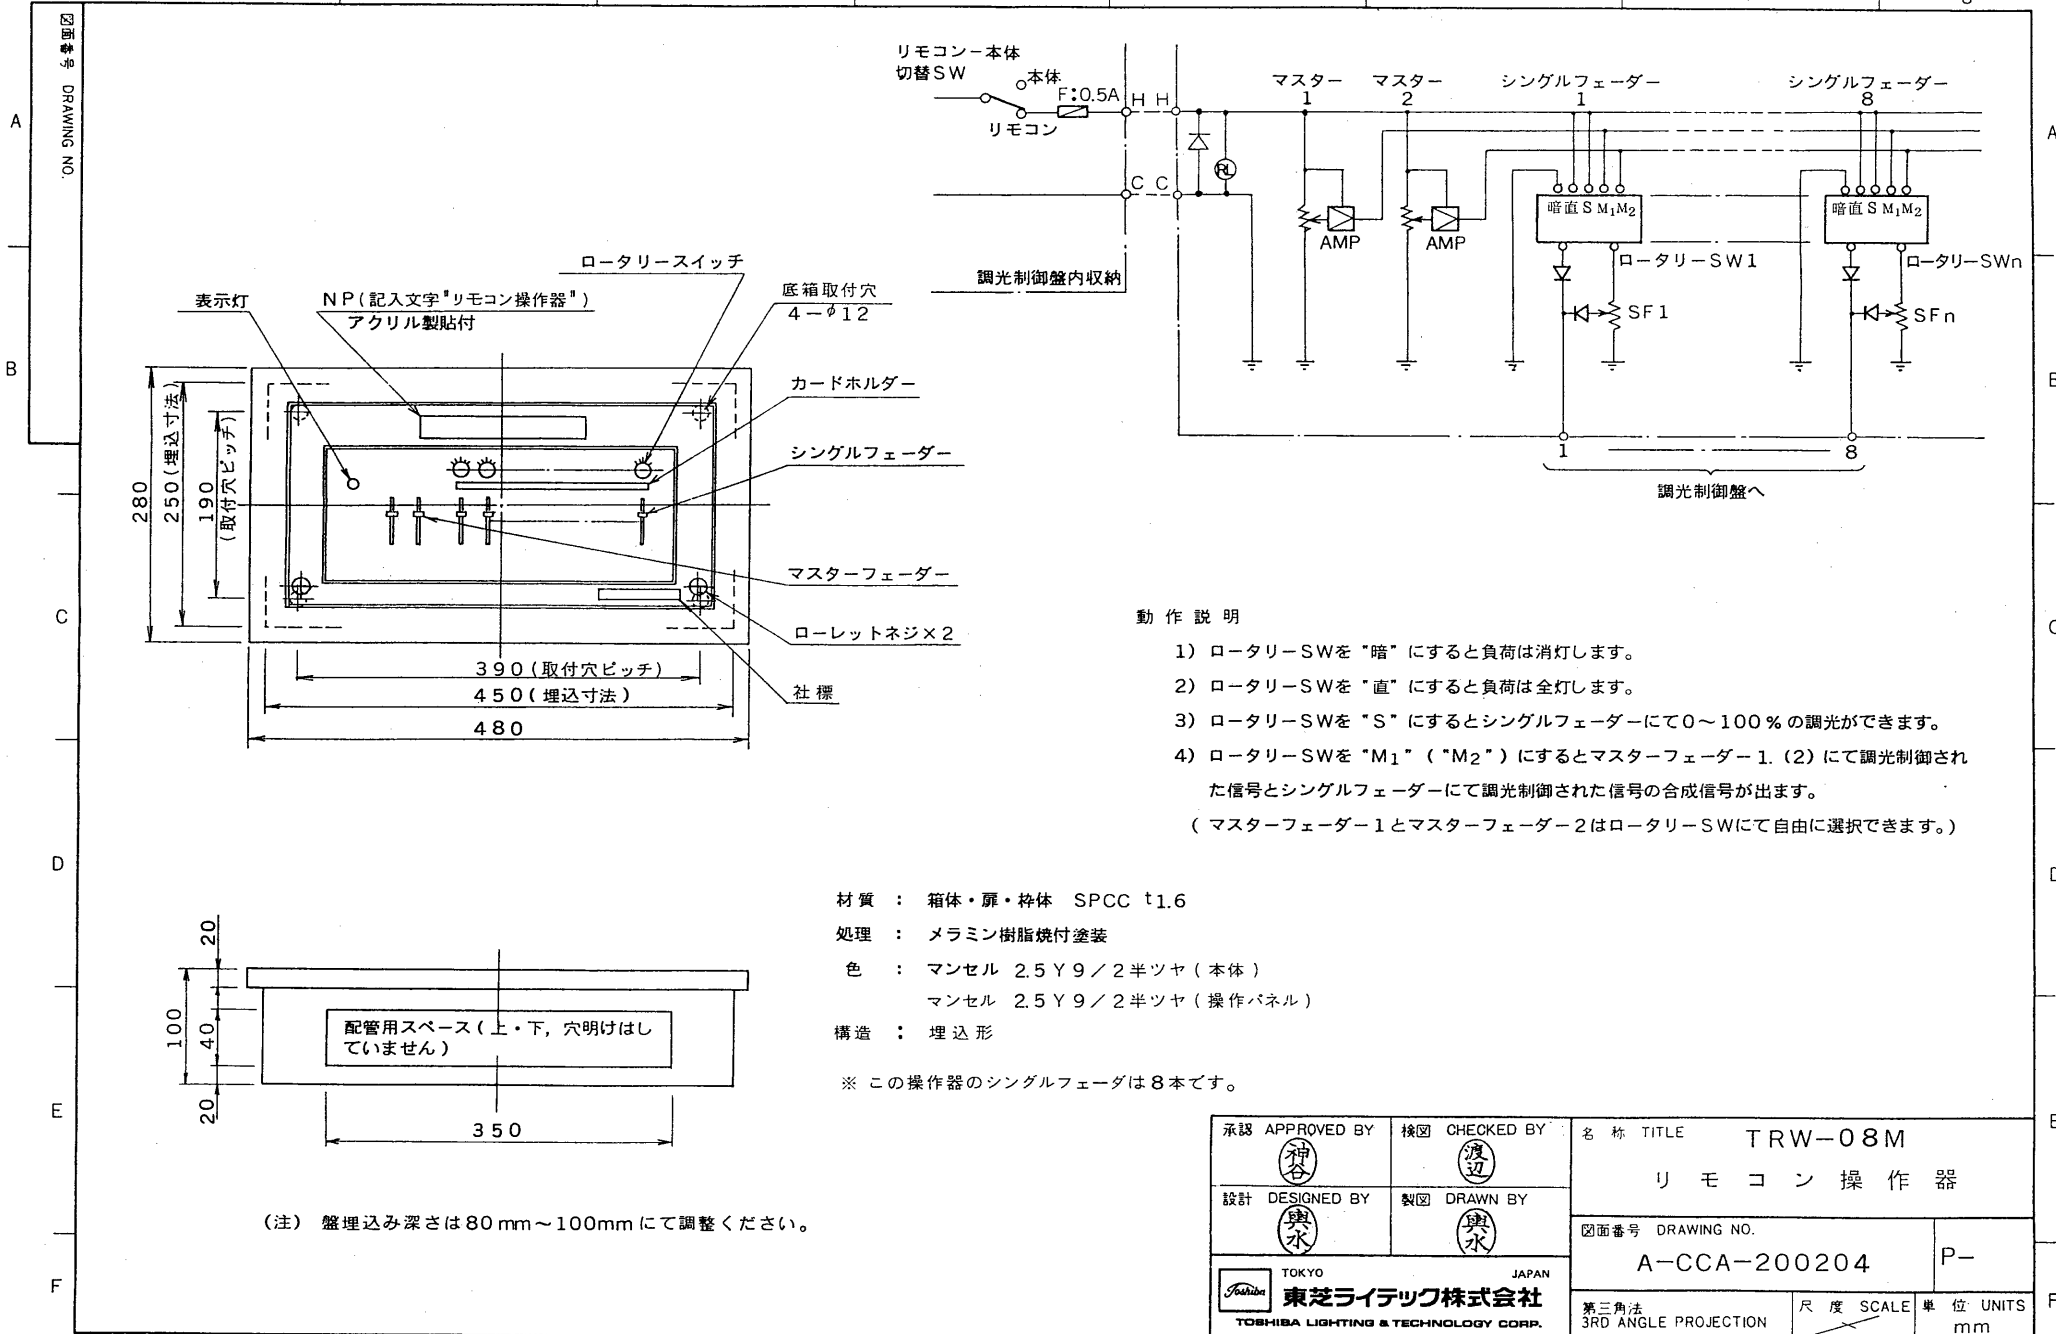 図面番号 DRAWING NO.
A
B
C
D
E
F
リモコン－本体
切替SW
本体
F:0.5A
H H
リモコン
C C
RL
マスター
1
マスター
2
シングルフェーダー
1
シングルフェーダー
8
AMP
AMP
暗直S M1M2
暗直S M1M2
ロータリーSW1
ロータリーSWn
SF1
SFn
調光制御盤内収納
1
8
調光制御盤へ
ロータリースイッチ
表示灯
NP(記入文字"リモコン操作器")
アクリル製貼付
底箱取付穴
4－φ12
カードホルダー
シングルフェーダー
マスターフェーダー
ローレットネジ×2
社標
280
250(埋込寸法)
190
(取付穴ピッチ)
390(取付穴ピッチ)
450(埋込寸法)
480
動作説明
1) ロータリーSWを"暗"にすると負荷は消灯します。
2) ロータリーSWを"直"にすると負荷は全灯します。
3) ロータリーSWを"S"にするとシングルフェーダーにて0～100%の調光ができます。
4) ロータリーSWを"M1"("M2")にするとマスターフェーダー1.(2)にて調光制御され
た信号とシングルフェーダーにて調光制御された信号の合成信号が出ます。
(マスターフェーダー1とマスターフェーダー2はロータリーSWにて自由に選択できます。)
材質 : 箱体・扉・枠体 SPCC t1.6
処理 : メラミン樹脂焼付塗装
色 : マンセル 2.5Y9／2半ツヤ(本体)
マンセル 2.5Y9／2半ツヤ(操作パネル)
構造 : 埋込形
※ この操作器のシングルフェーダは8本です。
20
100
40
20
配管用スペース(上・下，穴明けはし
ていません)
350
(注) 盤埋込み深さは80mm～100mmにて調整ください。
承認 APPROVED BY
神谷
検図 CHECKED BY
渡辺
設計 DESIGNED BY
輿水
製図 DRAWN BY
輿水
名称 TITLE
TRW－08M
リモコン操作器
図面番号 DRAWING NO.
A－CCA－200204
P－
Toshiba
TOKYO JAPAN
東芝ライテック株式会社
TOSHIBA LIGHTING & TECHNOLOGY CORP.
第三角法
3RD ANGLE PROJECTION
尺度 SCALE
単位 UNITS
mm